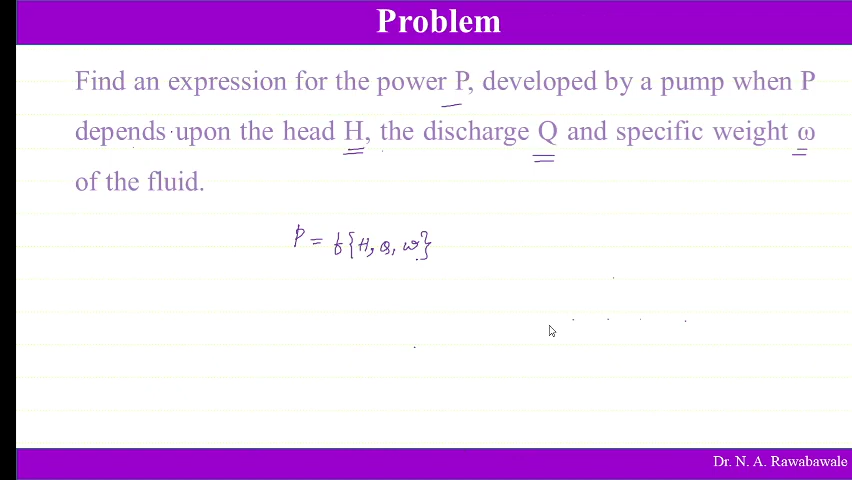 Problem
Find an expression for the power P, developed by a pump when P
depends upon the head H, the discharge Q and specific weight ω
of the fluid.
P = f{H, Q, ω}
Dr. N. A. Rawabawale